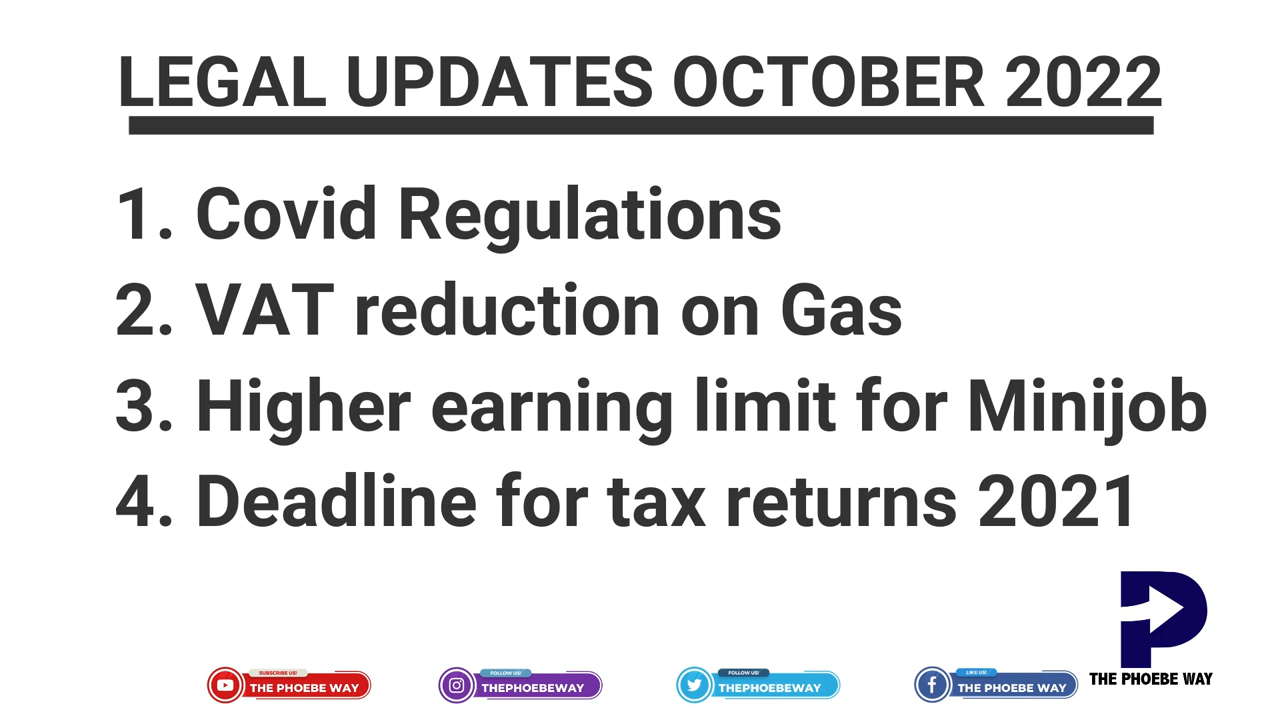 LEGAL UPDATES OCTOBER 2022
1. Covid Regulations
2. VAT reduction on Gas
3. Higher earning limit for Minijob
4. Deadline for tax returns 2021
SUBSCRIBE US!
THE PHOEBE WAY
FOLLOW US!
THEPHOEBEWAY
FOLLOW US!
THEPHOEBEWAY
LIKE US!
THE PHOEBE WAY
THE PHOEBE WAY